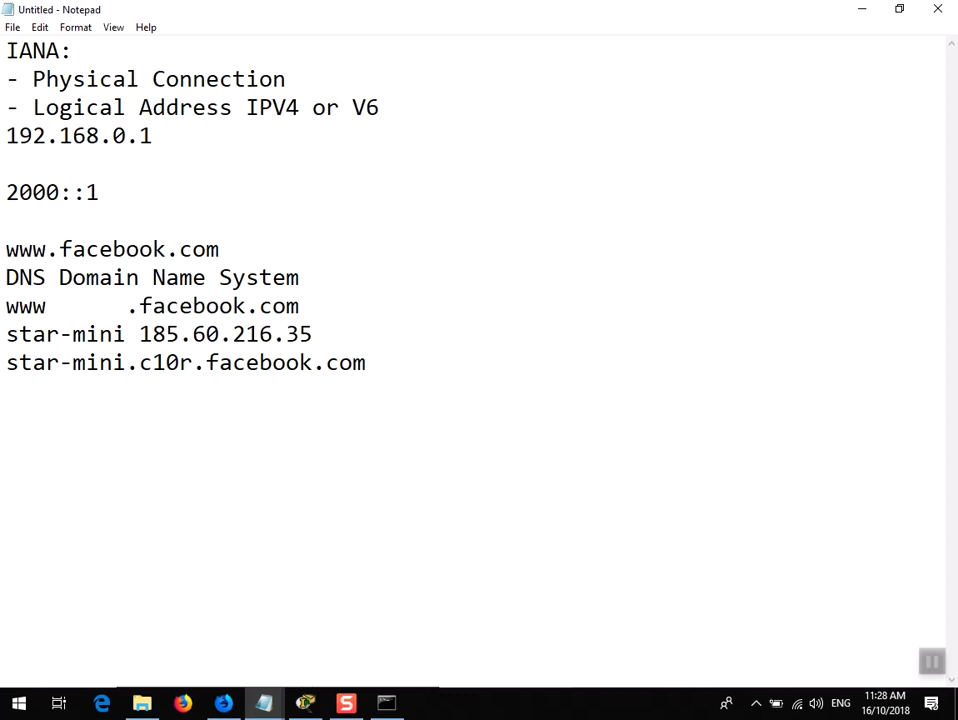 Untitled - Notepad
File Edit Format View Help
IANA:
- Physical Connection
- Logical Address IPV4 or V6
192.168.0.1
2000::1
www.facebook.com
DNS Domain Name System
www .facebook.com
star-mini 185.60.216.35
star-mini.c10r.facebook.com
ENG
11:28 AM
16/10/2018